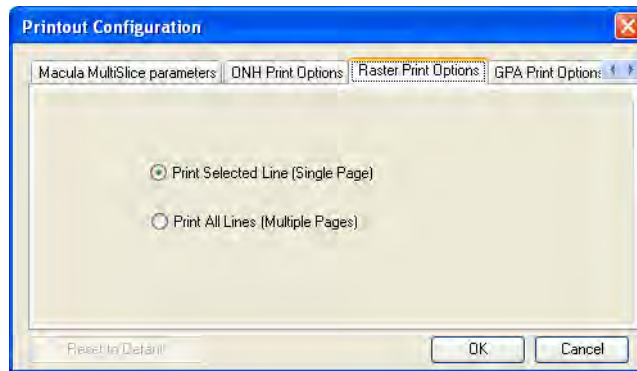 Printout Configuration
Macula MultiSlice parameters
ONH Print Options
Raster Print Options
GPA Print Options
Print Selected Line (Single Page)
Print All Lines (Multiple Pages)
Reset to Default
OK
Cancel